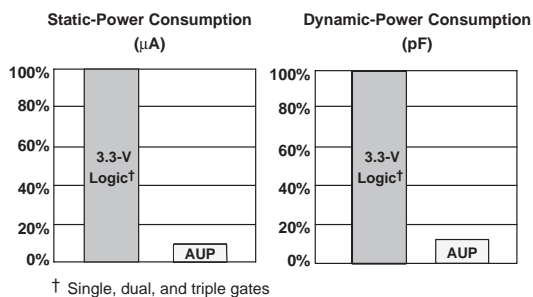 Static-Power Consumption
(µA)
100%
80%
60%
40%
20%
0%
3.3-V
Logic†
AUP
Dynamic-Power Consumption
(pF)
100%
80%
60%
40%
20%
0%
3.3-V
Logic†
AUP
† Single, dual, and triple gates